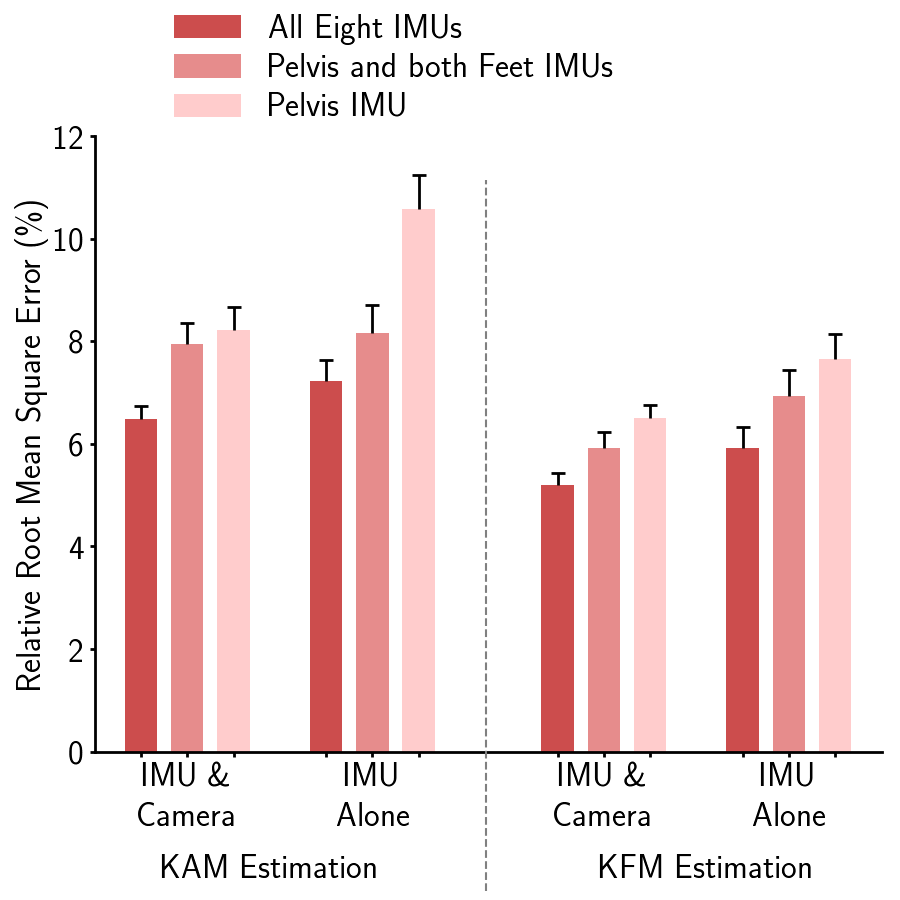 All Eight IMUs
Pelvis and both Feet IMUs
Pelvis IMU
Relative Root Mean Square Error (%)
12
10
8
6
4
2
0
IMU &
Camera
IMU
Alone
IMU &
Camera
IMU
Alone
KAM Estimation
KFM Estimation